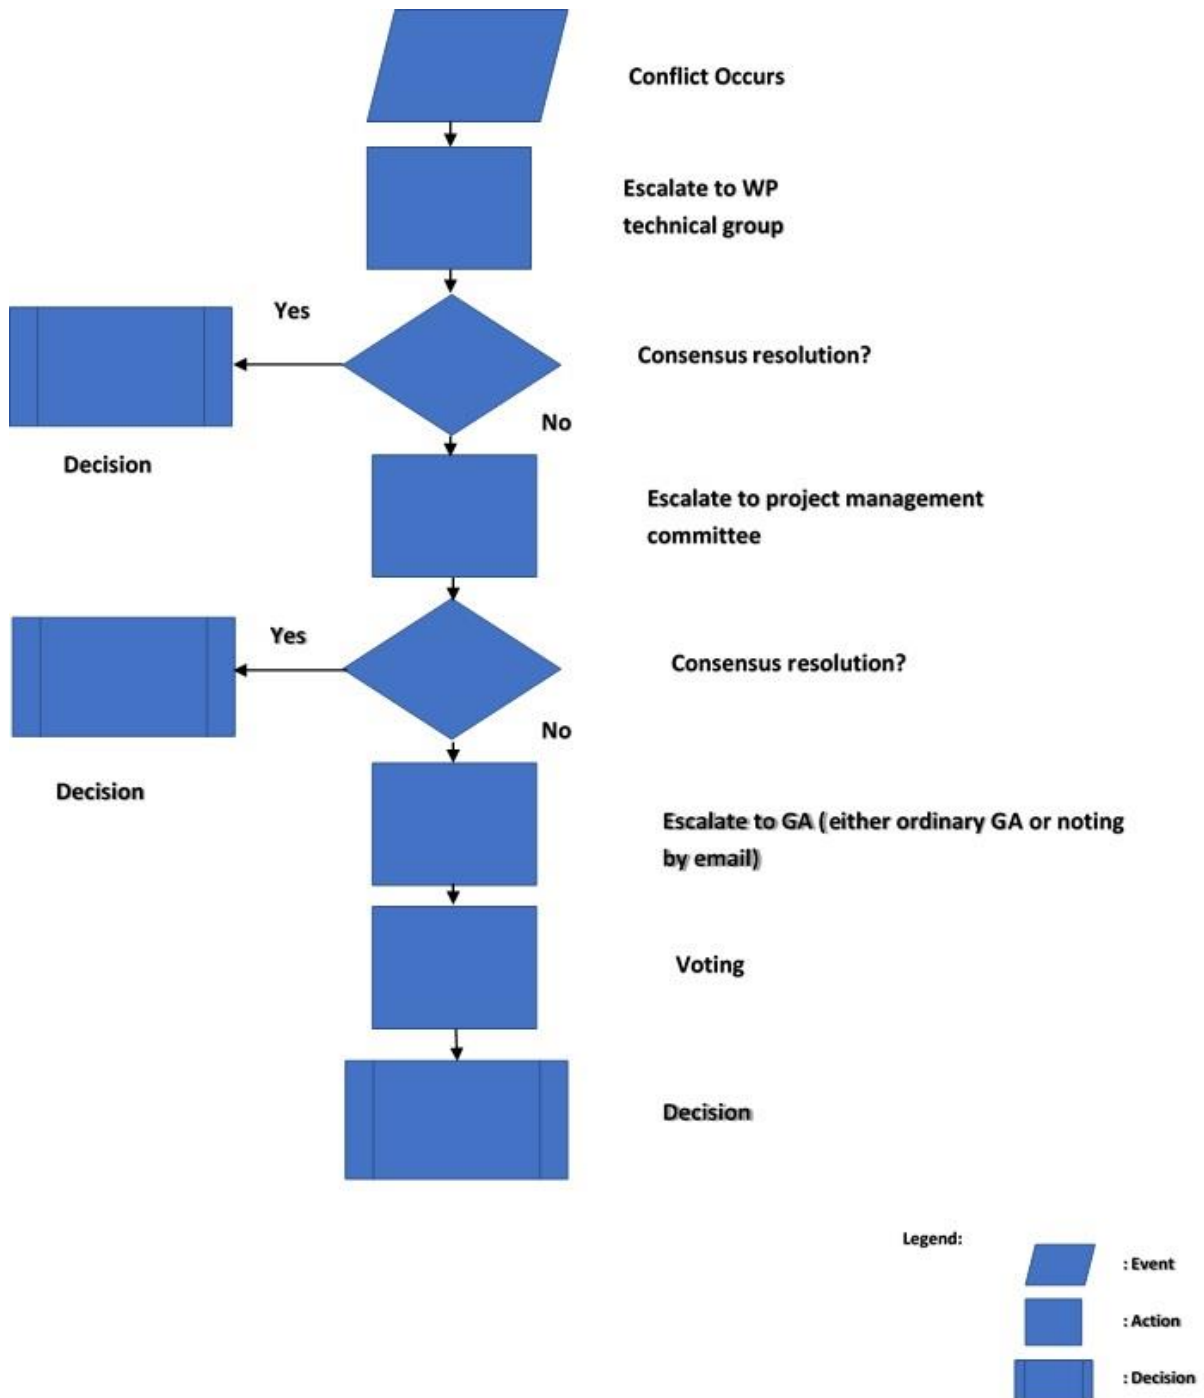 Conflict Occurs
Escalate to WP
technical group
Yes
Consensus resolution?
No
Decision
Escalate to project management
committee
Yes
Consensus resolution?
No
Decision
Escalate to GA (either ordinary GA or noting
by email)
Voting
Decision
Legend:
: Event
: Action
: Decision